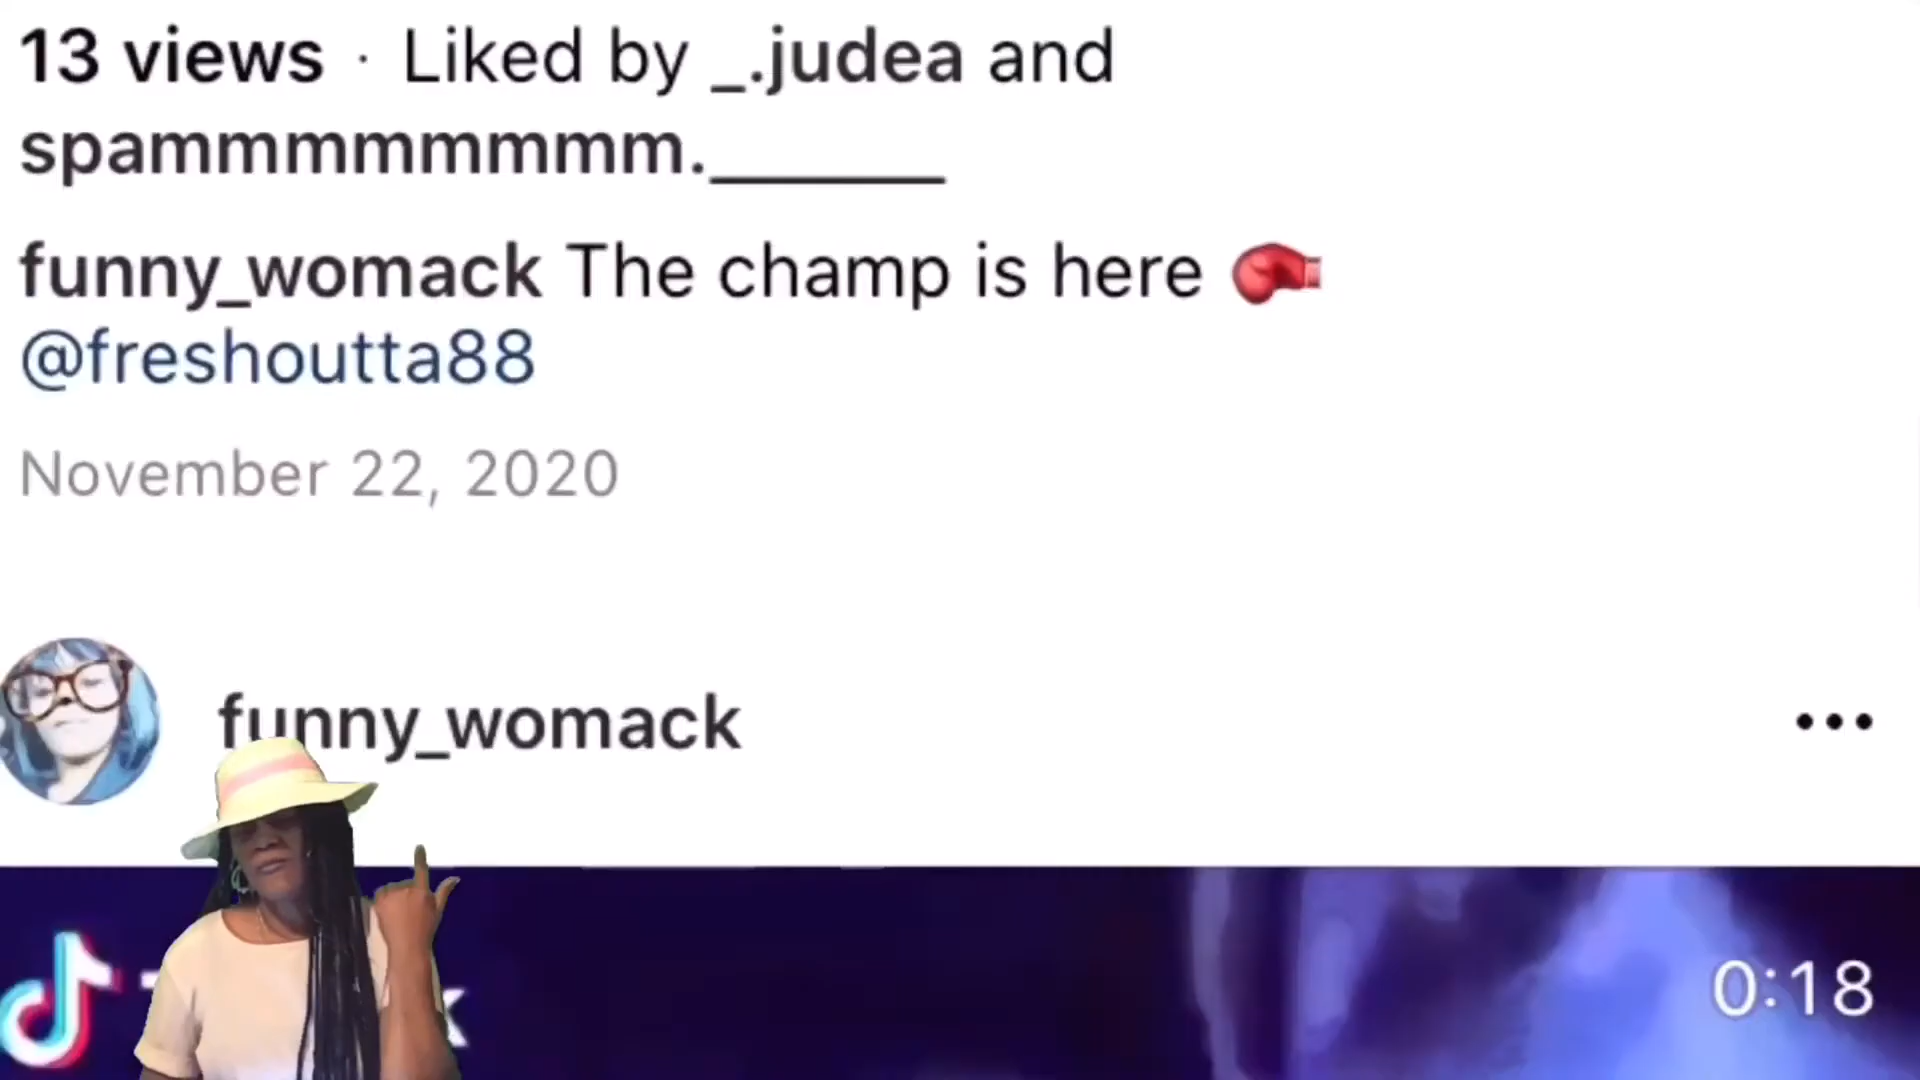 13 views · Liked by _.judea and
spammmmmmmm._______
funny_womack The champ is here 🥊
@freshoutta88
November 22, 2020
funny_womack
0:18